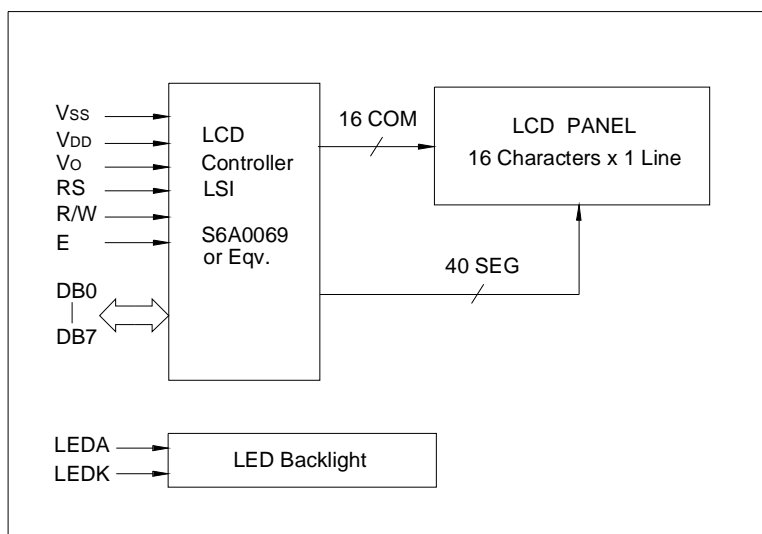 VSS
VDD
VO
RS
R/W
E
DB0
DB7
LCD
Controller
LSI
S6A0069
or Eqv.
16 COM
LCD PANEL
16 Characters x 1 Line
40 SEG
LEDA
LEDK
LED Backlight